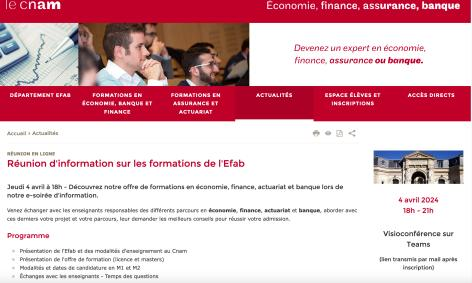 le cnam
Économie, finance, assurance, banque
Devenez un expert en économie,
finance, assurance ou banque.
DÉPARTEMENT EFAB
FORMATIONS EN
ÉCONOMIE, BANQUE ET
FINANCE
FORMATIONS EN
ASSURANCE ET
ACTUARIAT
ACTUALITÉS
ESPACE ÉLÈVES ET
INSCRIPTIONS
ACCÈS DIRECTS
Accueil > Actualités
RÉUNION EN LIGNE
Réunion d'information sur les formations de l'Efab
Jeudi 4 avril à 18h - Découvrez notre offre de formations en économie, finance, actuariat et banque lors de
notre e-soirée d'information.
Venez échanger avec les enseignants responsables des différents parcours en économie, finance, actuariat et banque, aborder avec
ces derniers votre projet et votre parcours, leur demander les meilleurs conseils pour réussir votre admission.
Programme
Présentation de l'Efab et des modalités d'enseignement au Cnam
Présentation de l'offre de formation (licence et masters)
Modalités et dates de candidature en M1 et M2
Échanges avec les enseignants - Temps des questions
4 avril 2024
18h - 21h
Visioconférence sur
Teams
(lien transmis par mail après
inscription)